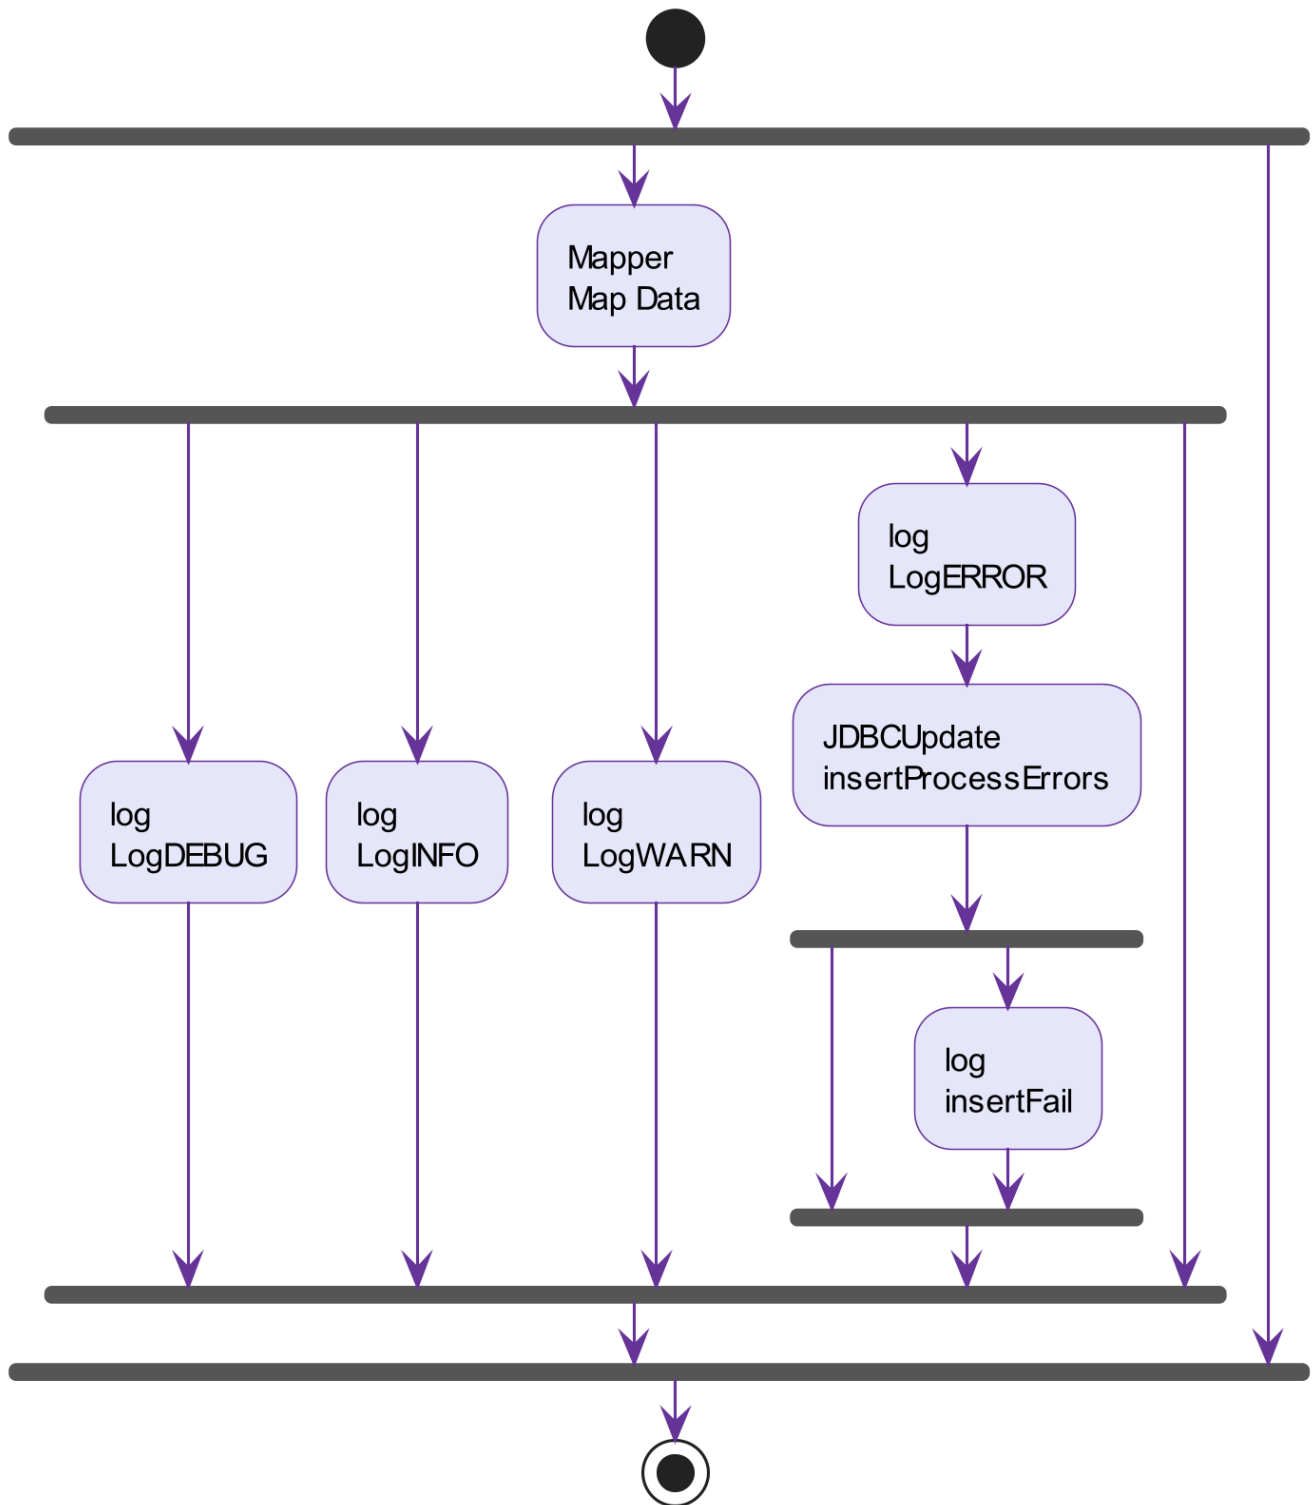 Mapper
Map Data
log
LogERROR
JDBCUpdate
insertProcessErrors
log
LogDEBUG
log
LogINFO
log
LogWARN
log
insertFail